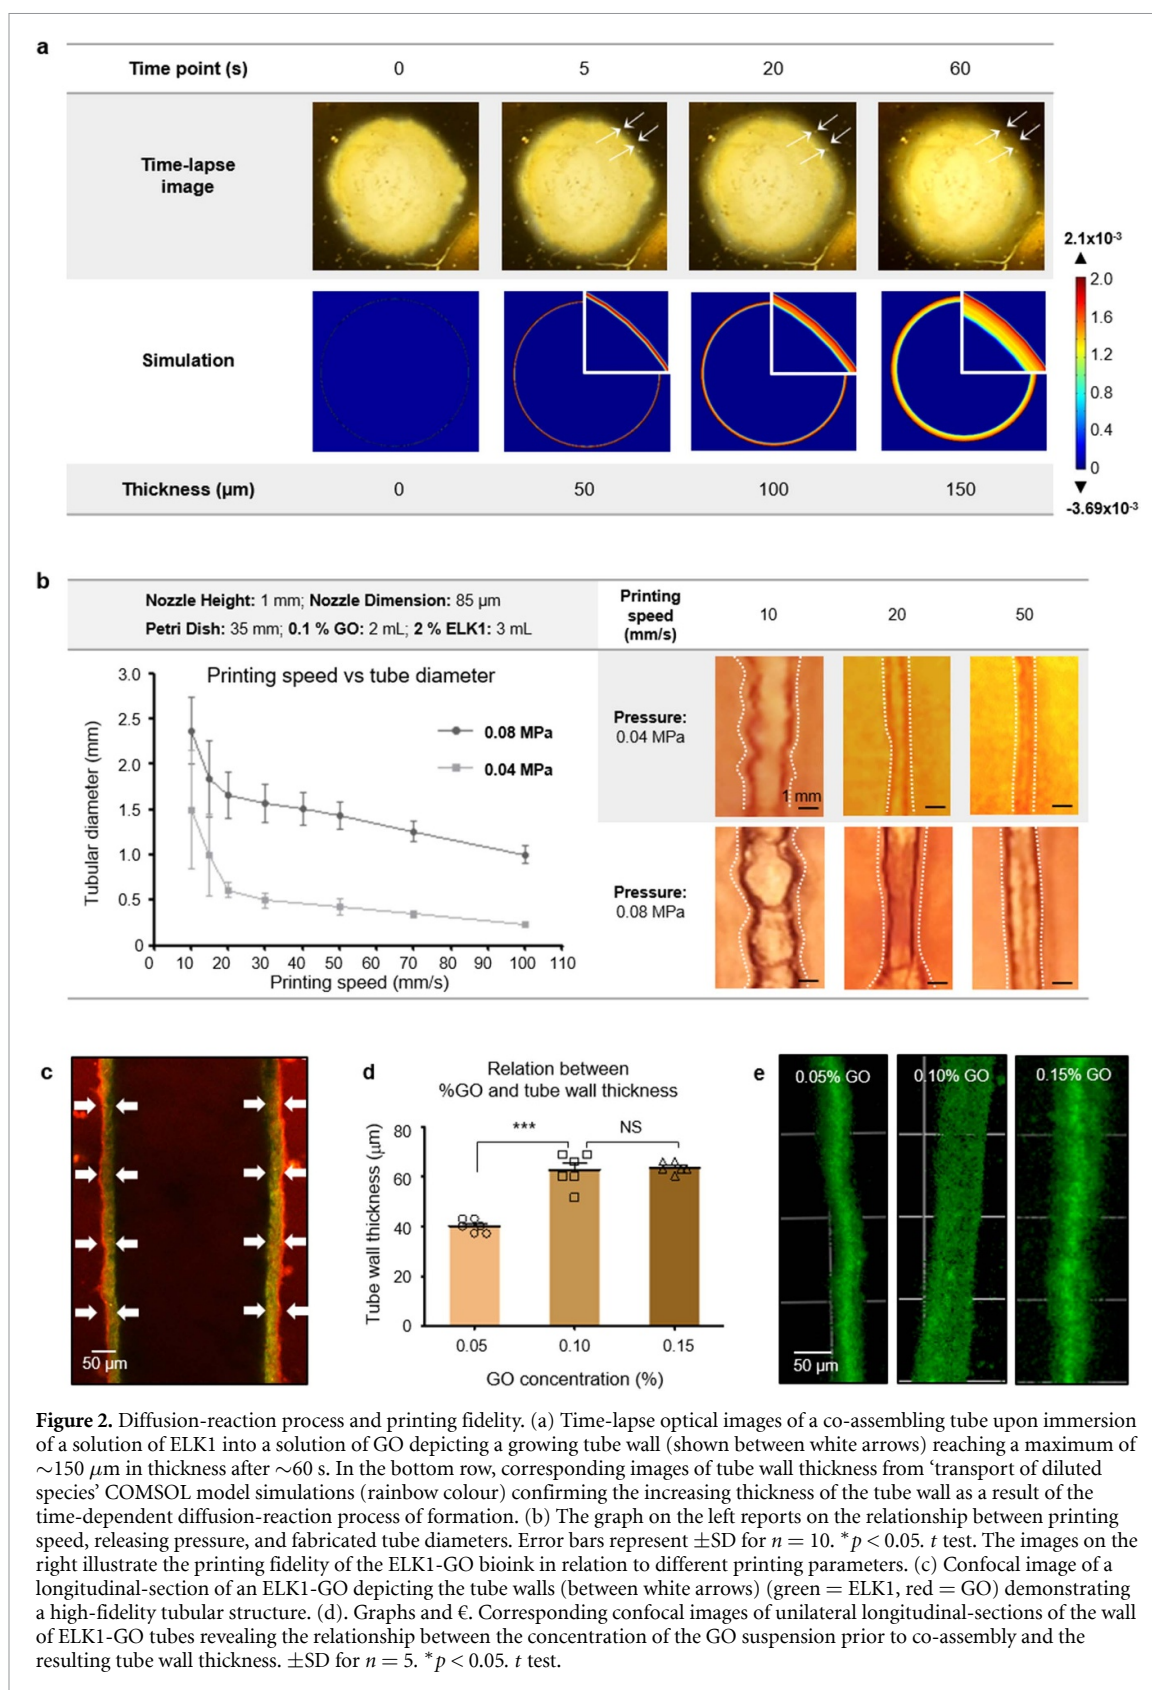 a
Time point (s) 0 5 20 60
Time-lapse
image
2.1x10⁻³
2.0
1.6
1.2
0.8
0.4
0
-3.69x10⁻³
Simulation
Thickness (µm) 0 50 100 150
b
Nozzle Height: 1 mm; Nozzle Dimension: 85 µm
Petri Dish: 35 mm; 0.1 % GO: 2 mL; 2 % ELK1: 3 mL
Printing
speed
(mm/s)
10 20 50
Printing speed vs tube diameter
0.08 MPa
0.04 MPa
Tubular diameter (mm)
3.0
2.5
2.0
1.5
1.0
0.5
0
0 10 20 30 40 50 60 70 80 90 100 110
Printing speed (mm/s)
Pressure:
0.04 MPa
1 mm
Pressure:
0.08 MPa
c
50 µm
d
Relation between
%GO and tube wall thickness
*** NS
Tube wall thickness (µm)
80
60
40
20
0
0.05 0.10 0.15
GO concentration (%)
e
0.05% GO 0.10% GO 0.15% GO
50 µm
Figure 2. Diffusion-reaction process and printing fidelity. (a) Time-lapse optical images of a co-assembling tube upon immersion
of a solution of ELK1 into a solution of GO depicting a growing tube wall (shown between white arrows) reaching a maximum of
∼150 µm in thickness after ∼60 s. In the bottom row, corresponding images of tube wall thickness from ‘transport of diluted
species’ COMSOL model simulations (rainbow colour) confirming the increasing thickness of the tube wall as a result of the
time-dependent diffusion-reaction process of formation. (b) The graph on the left reports on the relationship between printing
speed, releasing pressure, and fabricated tube diameters. Error bars represent ±SD for n = 10. *p < 0.05. t test. The images on the
right illustrate the printing fidelity of the ELK1-GO bioink in relation to different printing parameters. (c) Confocal image of a
longitudinal-section of an ELK1-GO depicting the tube walls (between white arrows) (green = ELK1, red = GO) demonstrating
a high-fidelity tubular structure. (d). Graphs and €. Corresponding confocal images of unilateral longitudinal-sections of the wall
of ELK1-GO tubes revealing the relationship between the concentration of the GO suspension prior to co-assembly and the
resulting tube wall thickness. ±SD for n = 5. *p < 0.05. t test.